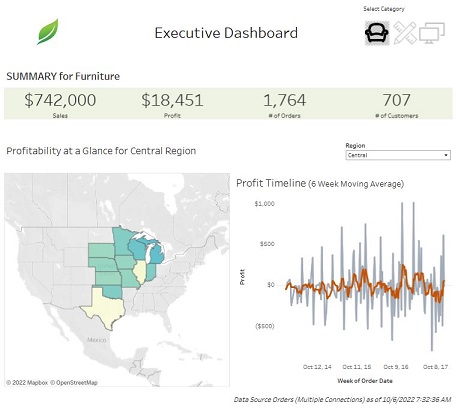 Select Category
Executive Dashboard
SUMMARY for Furniture
$742,000 $18,451 1,764 707
Sales Profit # of Orders # of Customers
Profitability at a Glance for Central Region
Region
Central
Profit Timeline (6 Week Moving Average)
$1,000
$500
$0
($500)
Profit
Mexico
Oct 12, 14 Oct 11, 15 Oct 9, 16 Oct 8, 17
Week of Order Date
© 2022 Mapbox © OpenStreetMap
Data Source Orders (Multiple Connections) as of 10/6/2022 7:32:36 AM